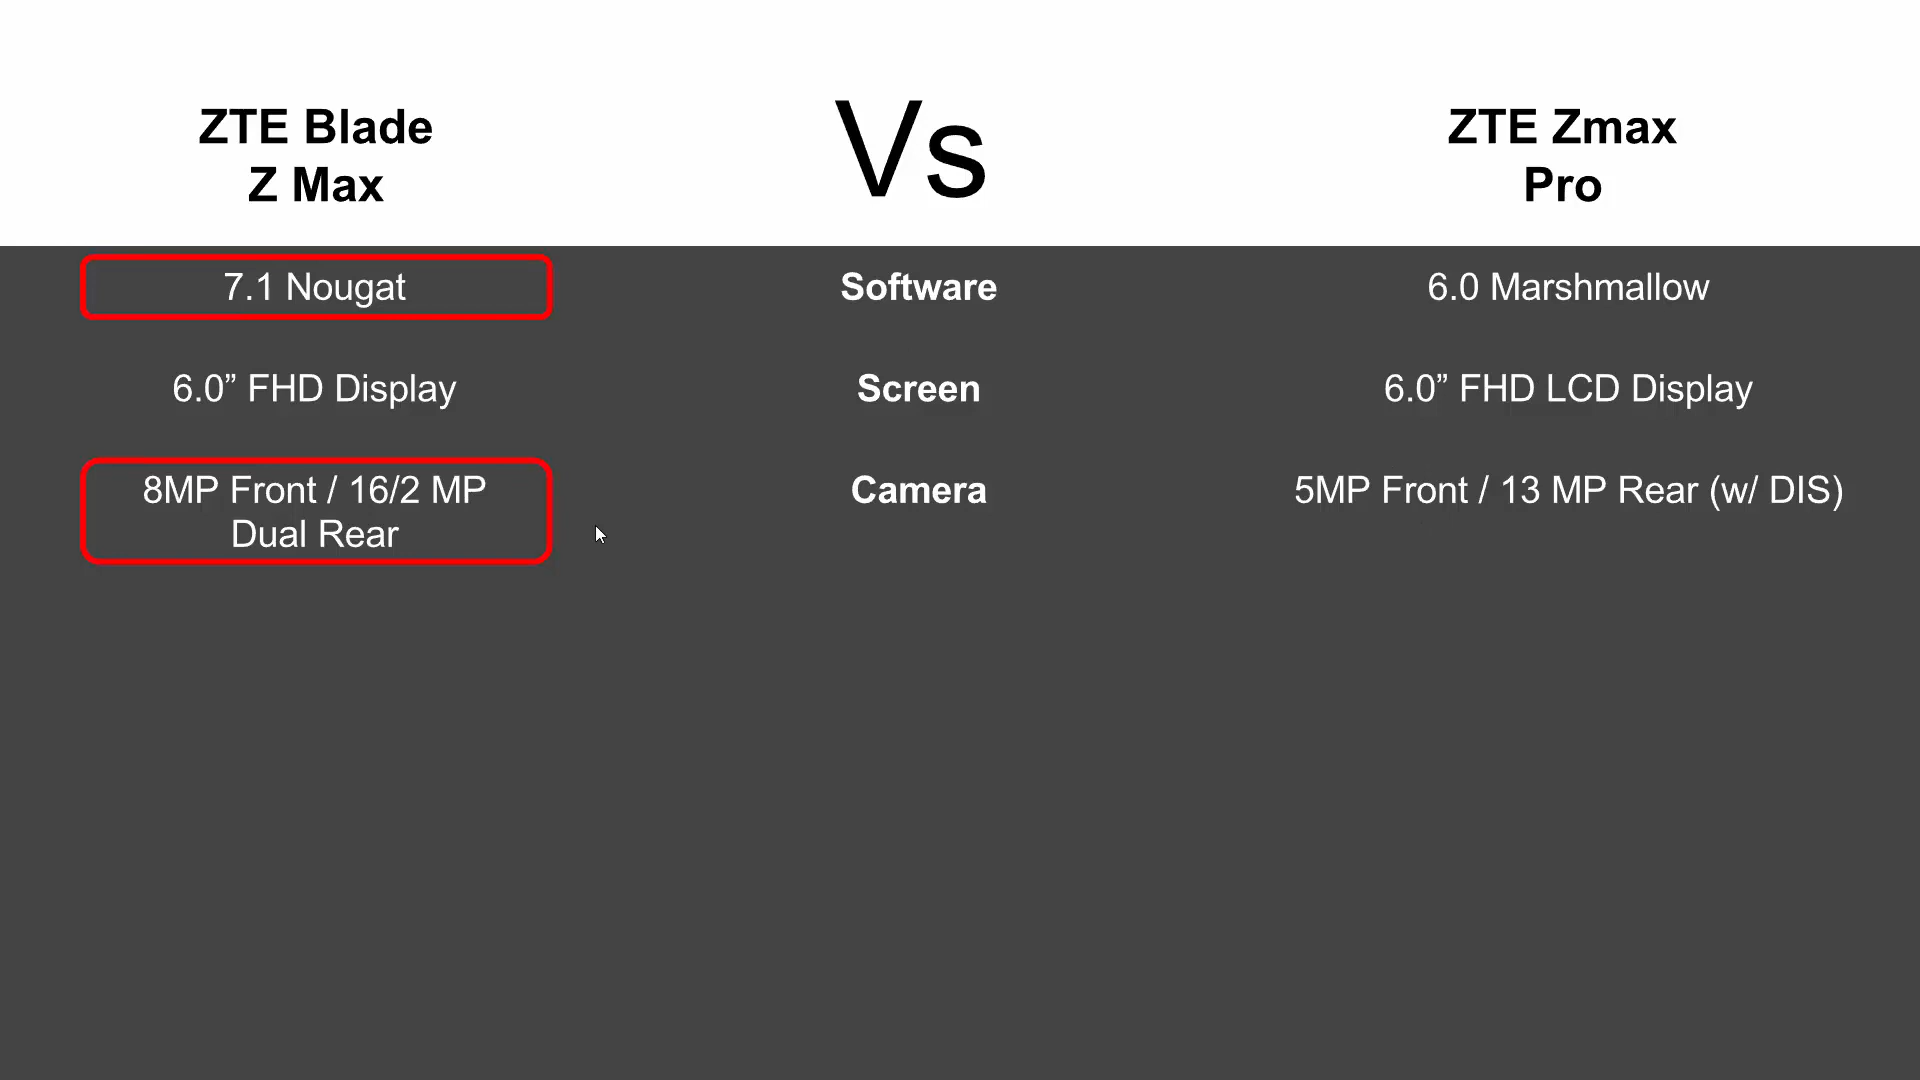 ZTE Blade
Z Max
Vs
ZTE Zmax
Pro
7.1 Nougat
Software
6.0 Marshmallow
6.0” FHD Display
Screen
6.0” FHD LCD Display
8MP Front / 16/2 MP
Dual Rear
Camera
5MP Front / 13 MP Rear (w/ DIS)